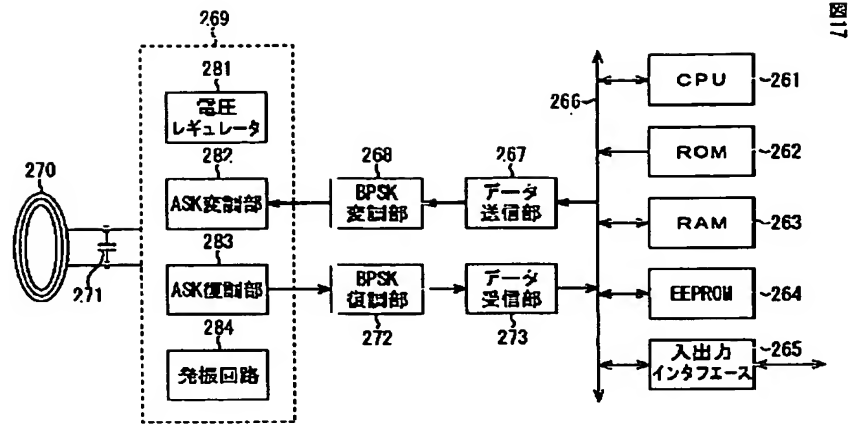 図17
269
281
電圧
レギュレータ
282
ASK変調部
283
ASK復調部
284
発振回路
270
271
268
BPSK
変調部
267
データ
送信部
BPSK
復調部
272
データ
受信部
273
266
CPU
261
ROM
262
RAM
263
EEPROM
264
入出力
インタフエース
265